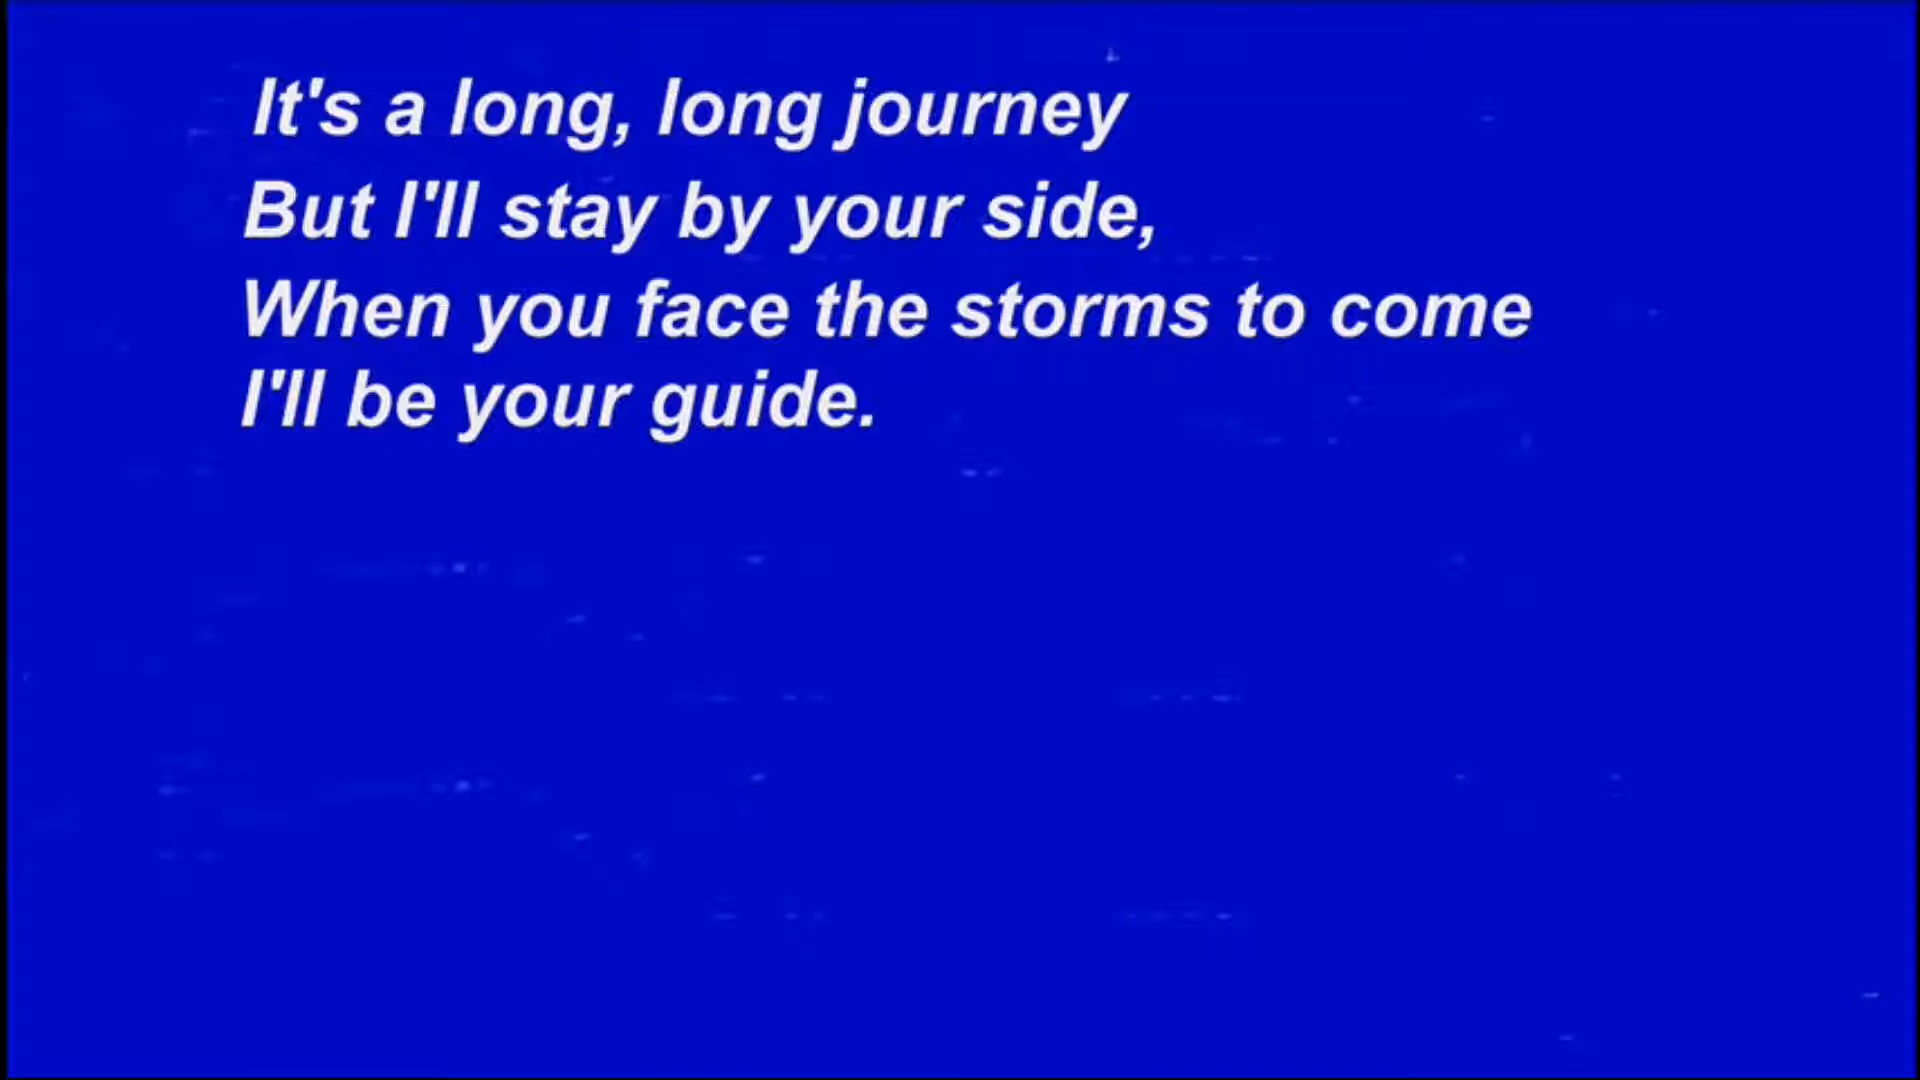 It's a long, long journey
But I'll stay by your side,
When you face the storms to come
I'll be your guide.